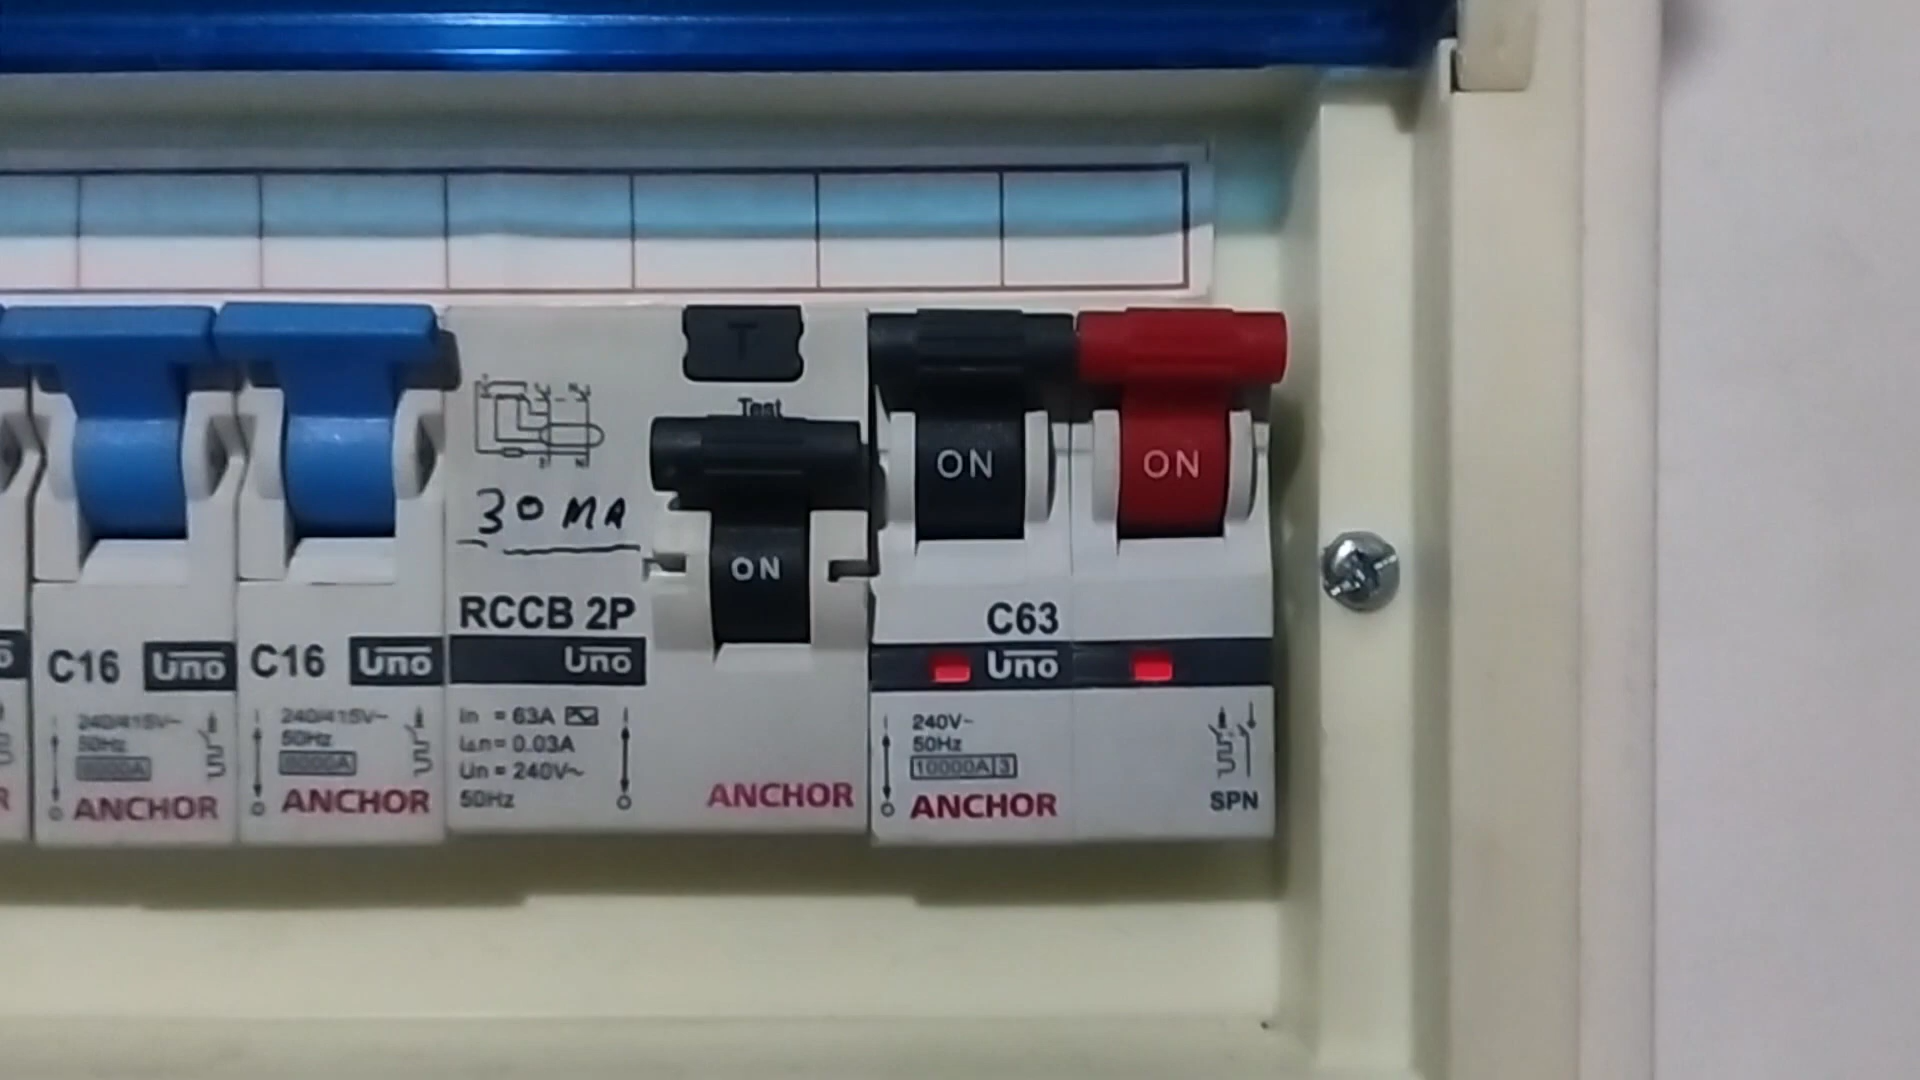 T
Test
ON
ON
ON
30 MA
RCCB 2P
C63
C16 Uno
C16 Uno
Uno
Uno
240/415V~
50Hz
6000A
ANCHOR
240/415V~
50Hz
6000A
ANCHOR
In = 63A
IΔn= 0.03A
Un = 240V~
50Hz
ANCHOR
240V~
50Hz
10000A 3
ANCHOR
SPN